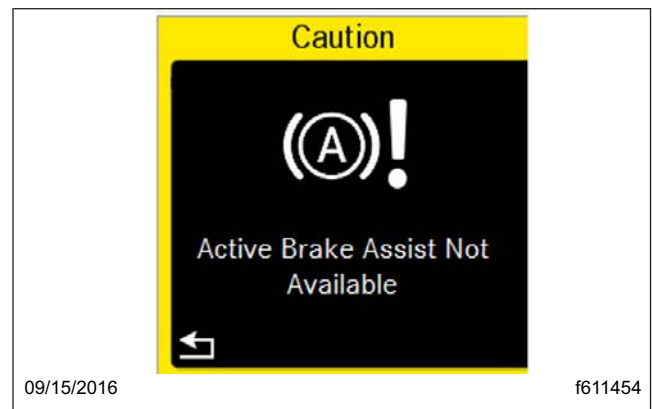 Caution
(A)!
Active Brake Assist Not
Available
09/15/2016
f611454